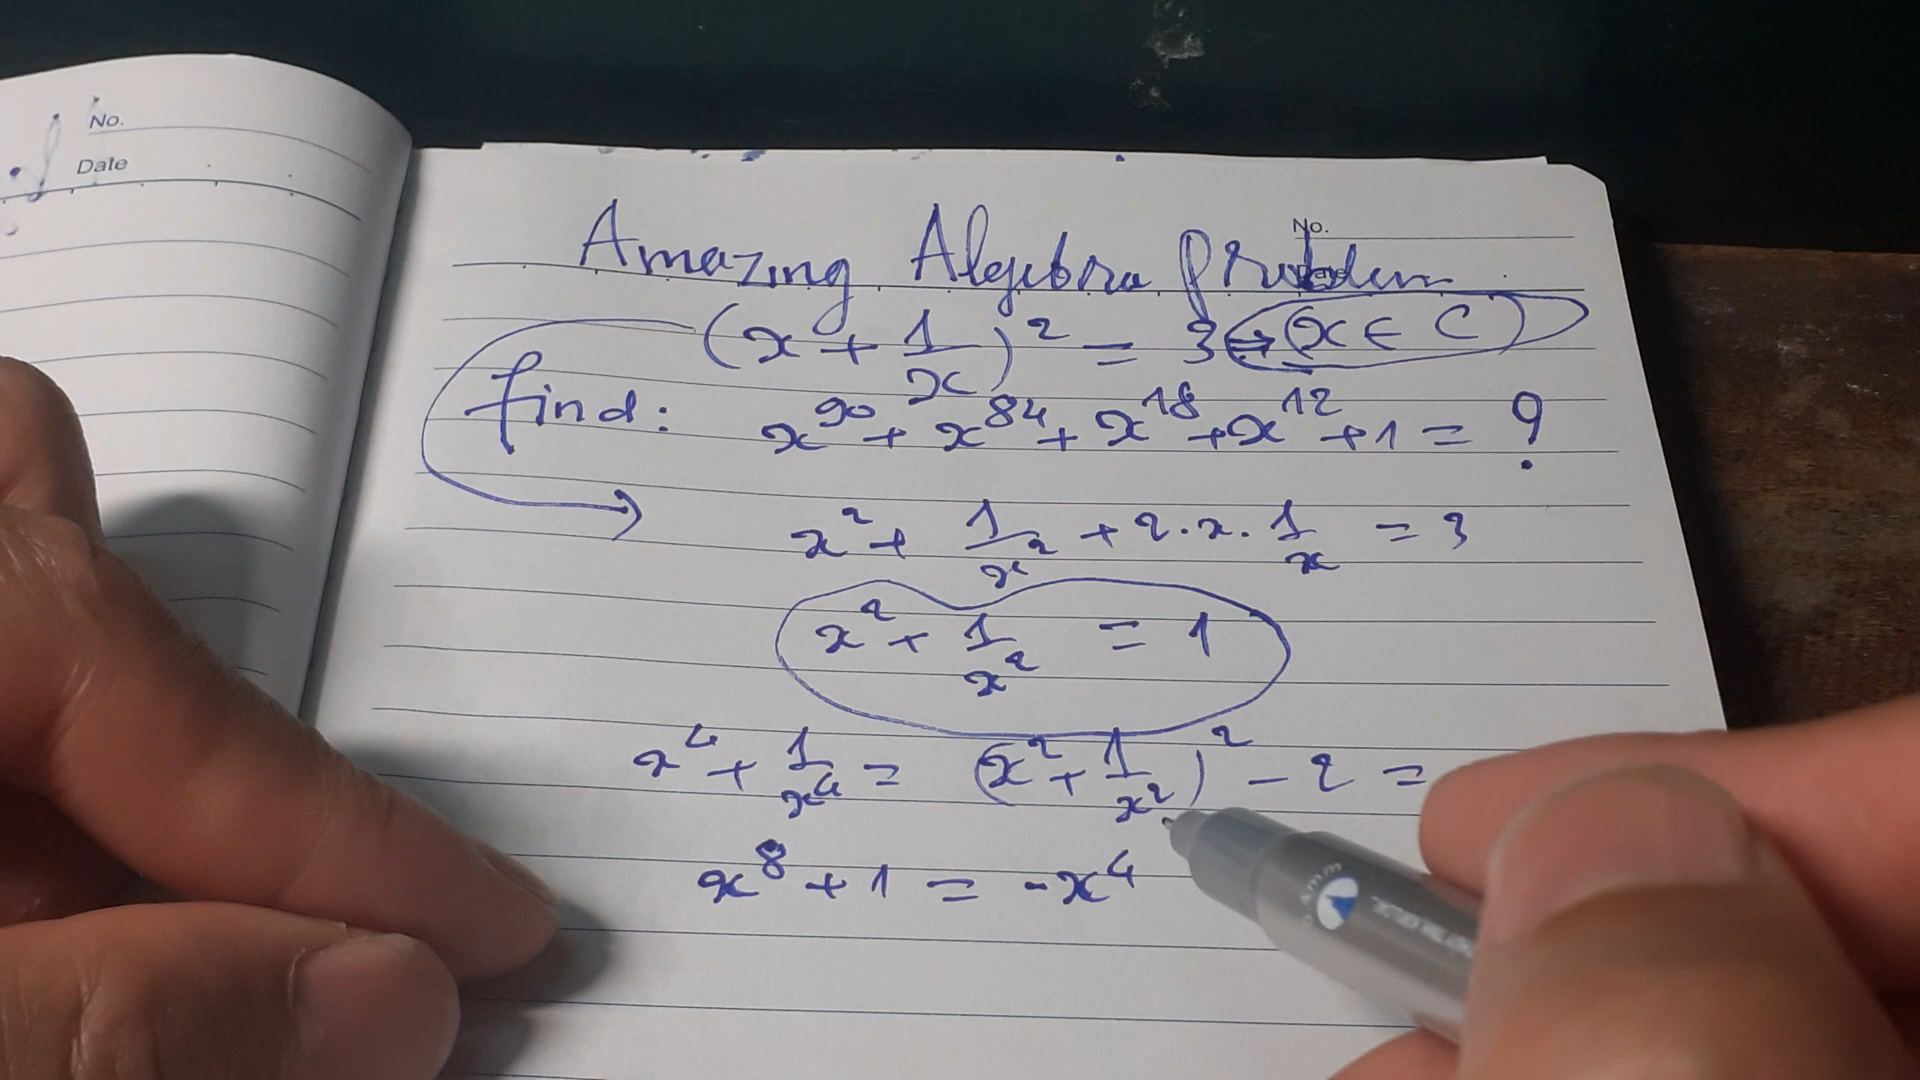 No.
Date
No.
Amazing Algebra Problem
(x + 1/x)² = 3 → (x ∈ C)
find: x⁹⁰ + x⁸⁴ + x¹⁸ + x¹² + 1 = ?
x² + 1/x² + 2 · x · 1/x = 3
x² + 1/x² = 1
x⁴ + 1/x⁴ = (x² + 1/x²)² - 2 =
x⁸ + 1 = -x⁴